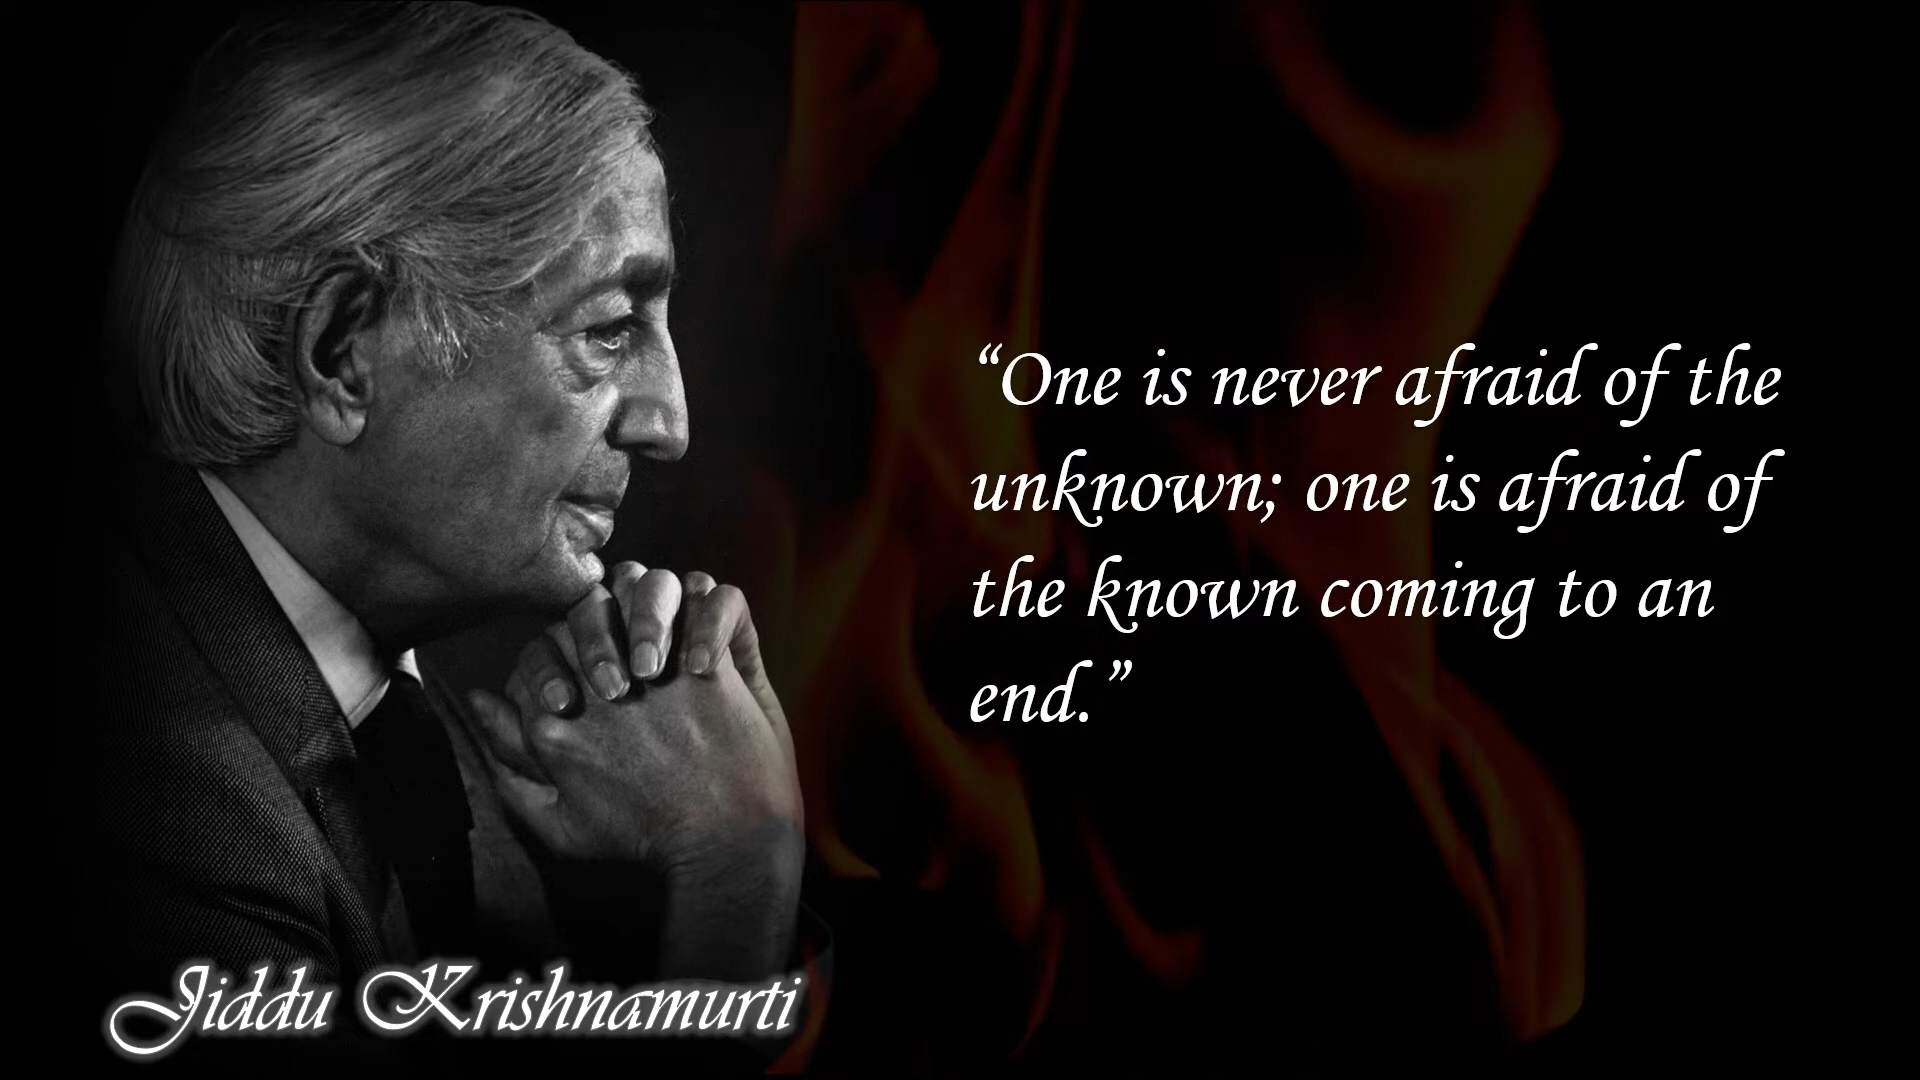 “One is never afraid of the
unknown; one is afraid of
the known coming to an
end.”
Jiddu Krishnamurti